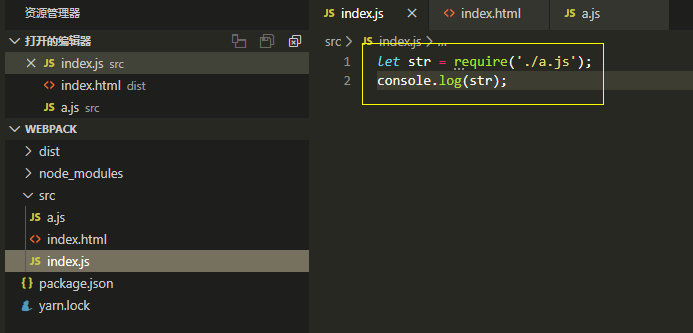 资源管理器
打开的编辑器
JS index.js src
<> index.html dist
JS a.js src
WEBPACK
dist
node_modules
src
JS a.js
<> index.html
JS index.js
{} package.json
yarn.lock
JS index.js
<> index.html
JS a.js
src > JS index.js > ...
1 let str = require('./a.js');
2 console.log(str);